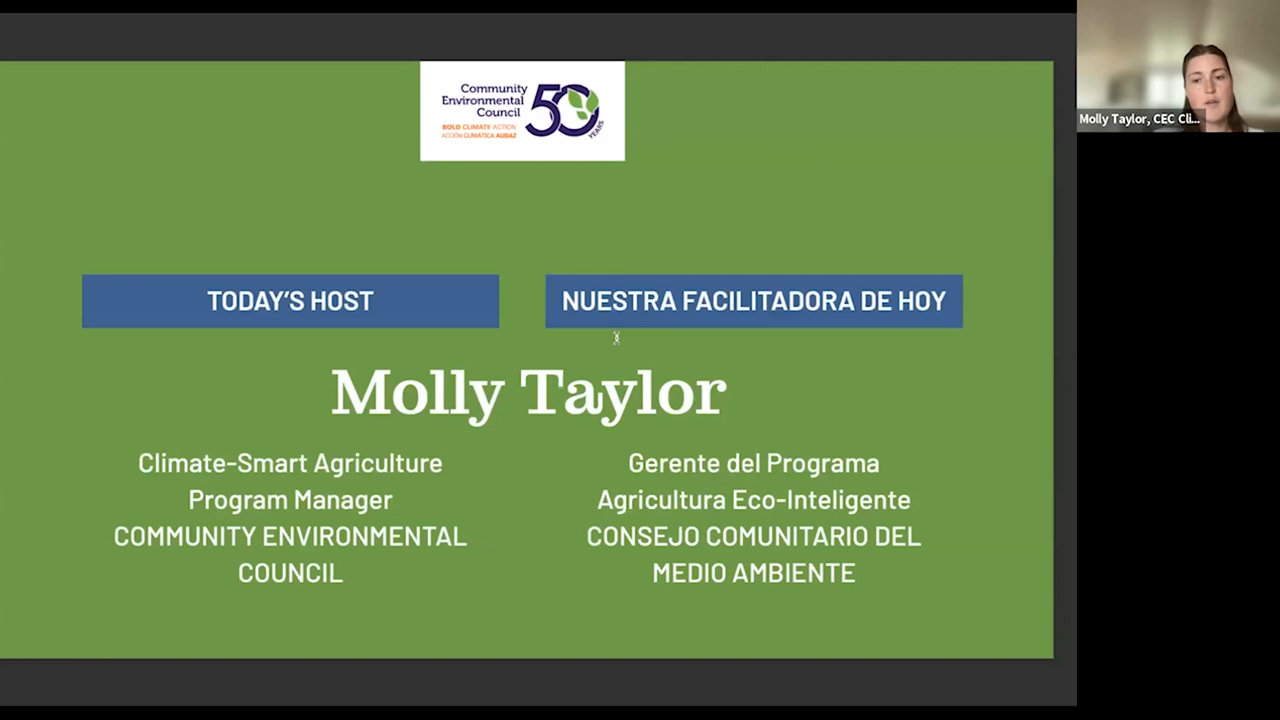 Community
Environmental
Council
BOLD CLIMATE ACTION
ACCIÓN CLIMÁTICA AUDAZ
50
YEARS
Molly Taylor, CEC Cli...
TODAY'S HOST
NUESTRA FACILITADORA DE HOY
Molly Taylor
Climate-Smart Agriculture
Program Manager
COMMUNITY ENVIRONMENTAL
COUNCIL
Gerente del Programa
Agricultura Eco-Inteligente
CONSEJO COMUNITARIO DEL
MEDIO AMBIENTE